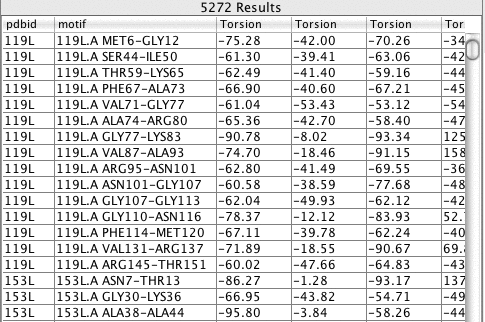 5272 Results
pdbid motif Torsion Torsion Torsion Tor
119L 119L.A MET6-GLY12 -75.28 -42.00 -70.26 -34
119L 119L.A SER44-ILE50 -61.30 -39.41 -63.06 -42
119L 119L.A THR59-LYS65 -62.49 -41.40 -59.16 -44
119L 119L.A PHE67-ALA73 -66.90 -40.60 -67.21 -45
119L 119L.A VAL71-GLY77 -61.04 -53.43 -53.12 -54
119L 119L.A ALA74-ARG80 -65.36 -42.70 -58.40 -47
119L 119L.A GLY77-LYS83 -90.78 -8.02 -93.34 125
119L 119L.A VAL87-ALA93 -74.70 -18.46 -91.15 158
119L 119L.A ARG95-ASN101 -62.80 -41.49 -69.55 -36
119L 119L.A ASN101-GLY107 -60.58 -38.59 -77.68 -48
119L 119L.A GLY107-GLY113 -62.04 -49.93 -62.12 -42
119L 119L.A GLY110-ASN116 -78.37 -12.12 -83.93 52.
119L 119L.A PHE114-MET120 -67.11 -39.78 -62.24 -40
119L 119L.A VAL131-ARG137 -71.89 -18.55 -90.67 69.
119L 119L.A ARG145-THR151 -60.02 -47.66 -64.83 -43
153L 153L.A ASN7-THR13 -86.27 -1.28 -93.17 137
153L 153L.A GLY30-LYS36 -66.95 -43.82 -54.71 -49
153L 153L.A ALA38-ALA44 -95.80 -3.84 -58.26 -44